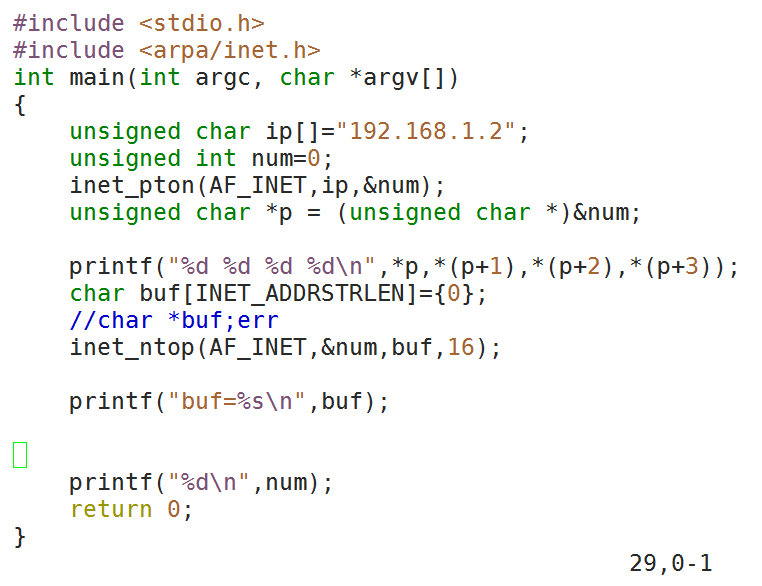 #include <stdio.h>
#include <arpa/inet.h>
int main(int argc, char *argv[])
{
    unsigned char ip[]="192.168.1.2";
    unsigned int num=0;
    inet_pton(AF_INET,ip,&num);
    unsigned char *p = (unsigned char *)&num;
    printf("%d %d %d %d\n",*p,*(p+1),*(p+2),*(p+3));
    char buf[INET_ADDRSTRLEN]={0};
    //char *buf;err
    inet_ntop(AF_INET,&num,buf,16);
    printf("buf=%s\n",buf);
    printf("%d\n",num);
    return 0;
}
29,0-1